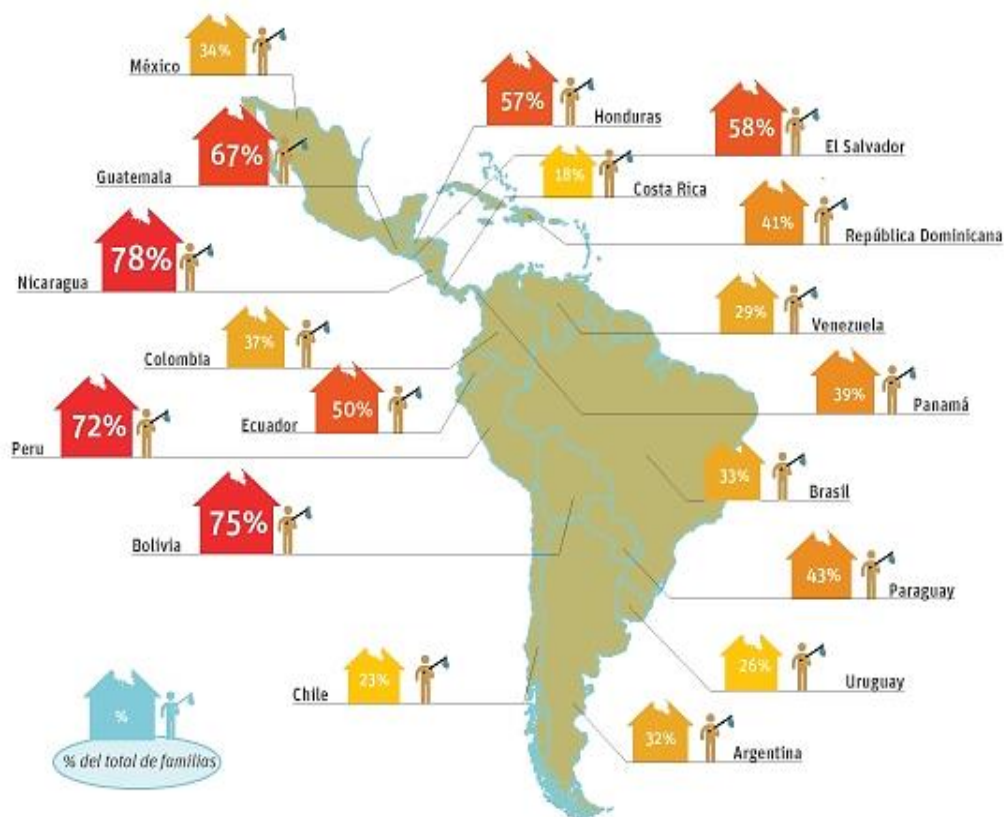 34%
México
57%
Honduras
58%
El Salvador
67%
Guatemala
18%
Costa Rica
41%
República Dominicana
78%
Nicaragua
29%
Venezuela
37%
Colombia
39%
Panamá
50%
Ecuador
72%
Peru
33%
Brasil
75%
Bolivia
43%
Paraguay
23%
Chile
26%
Uruguay
32%
Argentina
%
% del total de familias